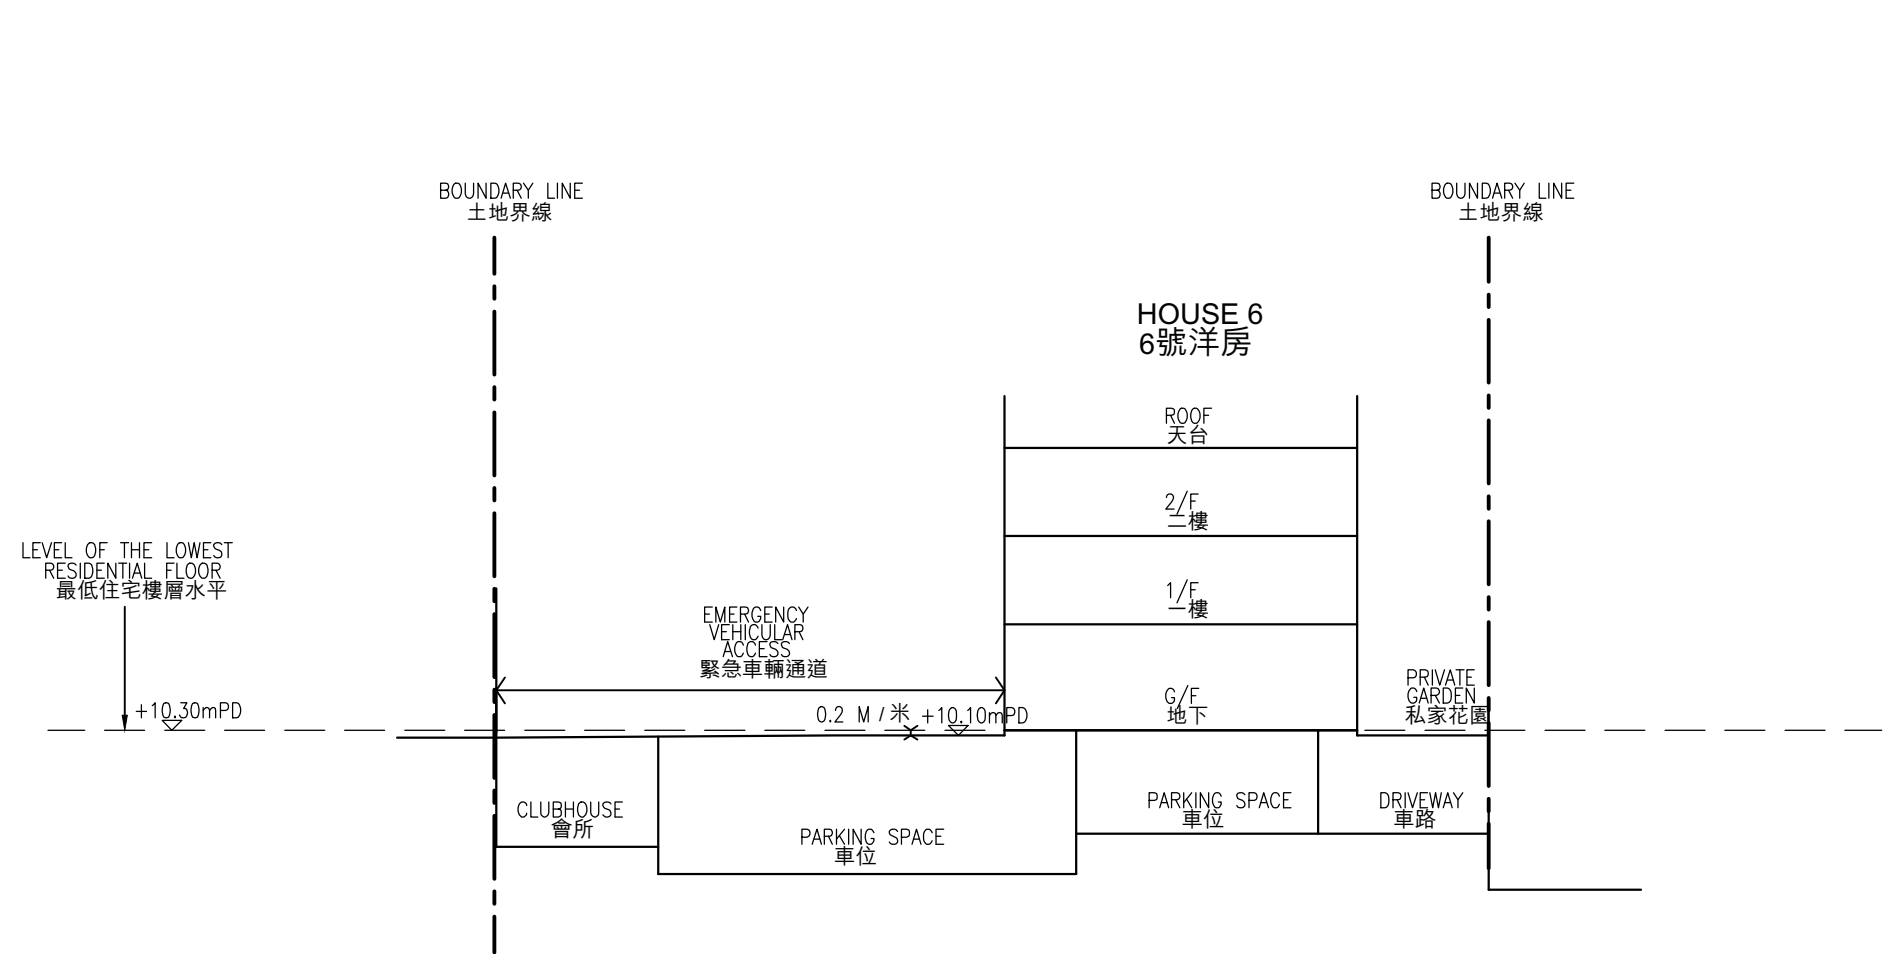 BOUNDARY LINE
土地界線
BOUNDARY LINE
土地界線
HOUSE 6
6號洋房
ROOF
天台
2/F
二樓
1/F
一樓
G/F
地下
LEVEL OF THE LOWEST
RESIDENTIAL FLOOR
最低住宅樓層水平
+10.30mPD
EMERGENCY
VEHICULAR
ACCESS
緊急車輛通道
0.2 M / 米
+10.10mPD
PRIVATE
GARDEN
私家花園
CLUBHOUSE
會所
PARKING SPACE
車位
PARKING SPACE
車位
DRIVEWAY
車路